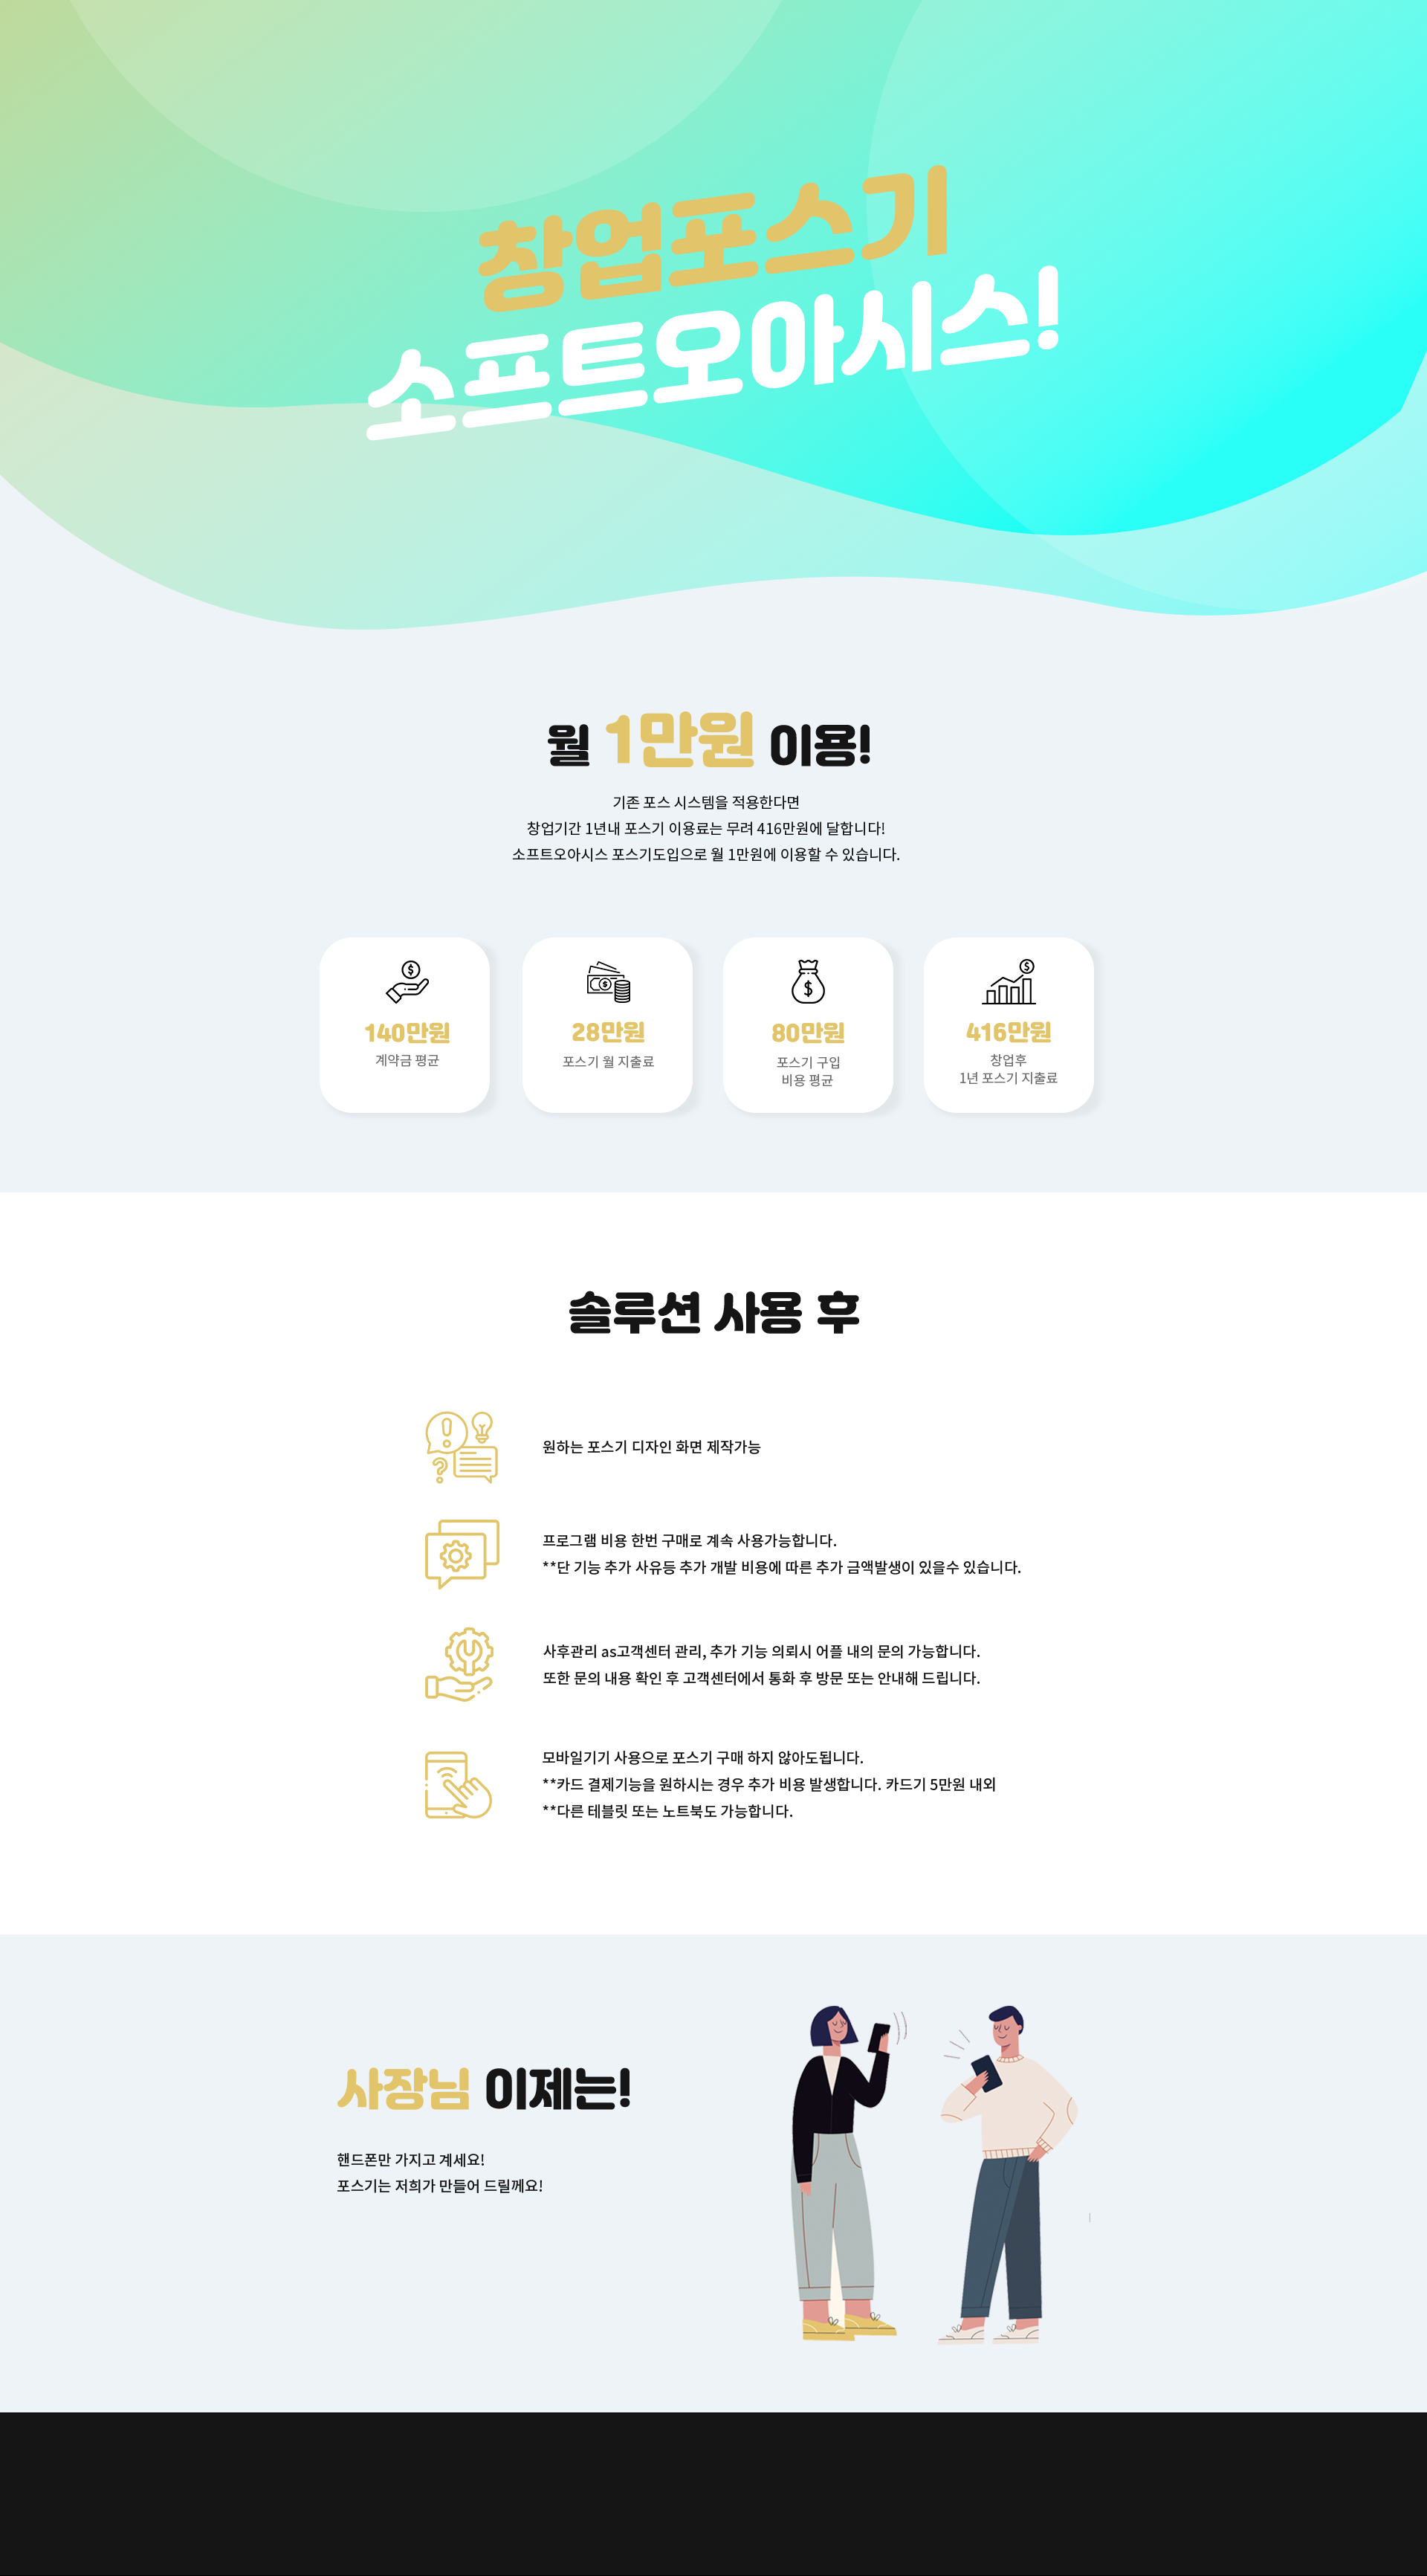 창업포스기
소프트오아시스!
월 1만원 이용!
기존 포스 시스템을 적용한다면
창업기간 1년내 포스기 이용료는 무려 416만원에 달합니다!
소프트오아시스 포스기도입으로 월 1만원에 이용할 수 있습니다.
140만원
계약금 평균
28만원
포스기 월 지출료
80만원
포스기 구입
비용 평균
416만원
창업후
1년 포스기 지출료
솔루션 사용 후
원하는 포스기 디자인 화면 제작가능
프로그램 비용 한번 구매로 계속 사용가능합니다.
**단 기능 추가 사유등 추가 개발 비용에 따른 추가 금액발생이 있을수 있습니다.
사후관리 as고객센터 관리, 추가 기능 의뢰시 어플 내의 문의 가능합니다.
또한 문의 내용 확인 후 고객센터에서 통화 후 방문 또는 안내해 드립니다.
모바일기기 사용으로 포스기 구매 하지 않아도됩니다.
**카드 결제기능을 원하시는 경우 추가 비용 발생합니다. 카드기 5만원 내외
**다른 테블릿 또는 노트북도 가능합니다.
사장님 이제는!
핸드폰만 가지고 계세요!
포스기는 저희가 만들어 드릴께요!